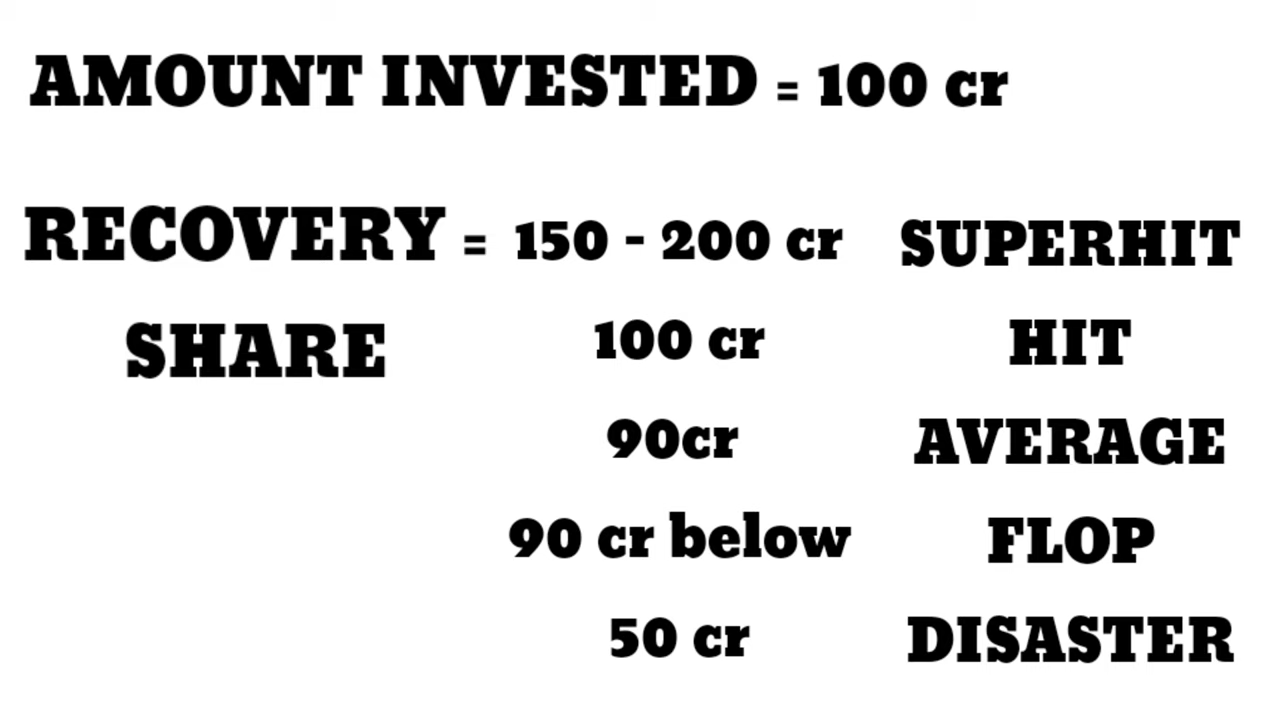 AMOUNT INVESTED = 100 cr
RECOVERY = 150 - 200 cr SUPERHIT
SHARE 100 cr HIT
90cr AVERAGE
90 cr below FLOP
50 cr DISASTER